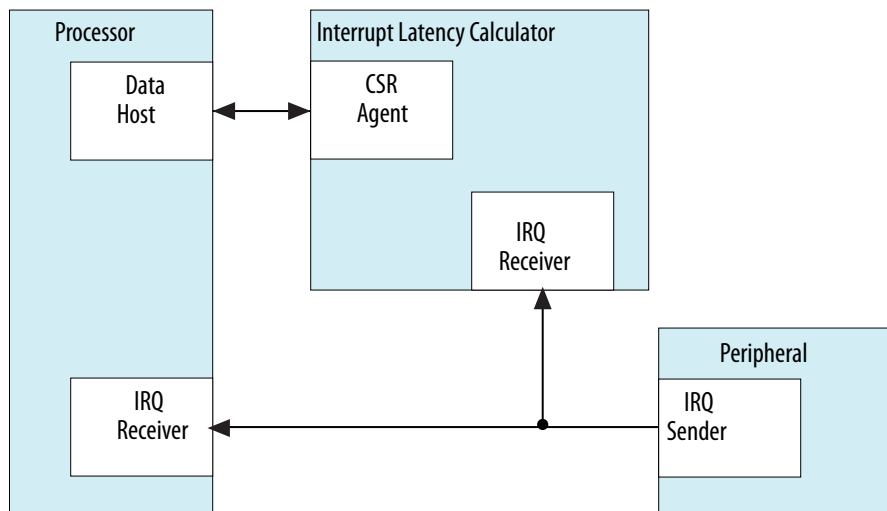 Processor
Data
Host
Interrupt Latency Calculator
CSR
Agent
IRQ
Receiver
Peripheral
IRQ
Receiver
IRQ
Sender